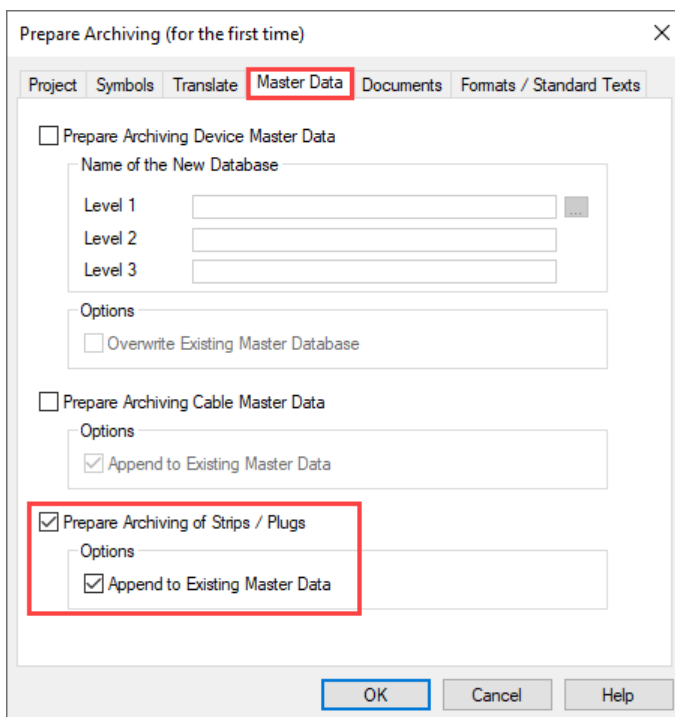 Prepare Archiving (for the first time)
Project Symbols Translate Master Data Documents Formats / Standard Texts
Prepare Archiving Device Master Data
Name of the New Database
Level 1
...
Level 2
Level 3
Options
Overwrite Existing Master Database
Prepare Archiving Cable Master Data
Options
Append to Existing Master Data
Prepare Archiving of Strips / Plugs
Options
Append to Existing Master Data
OK Cancel Help